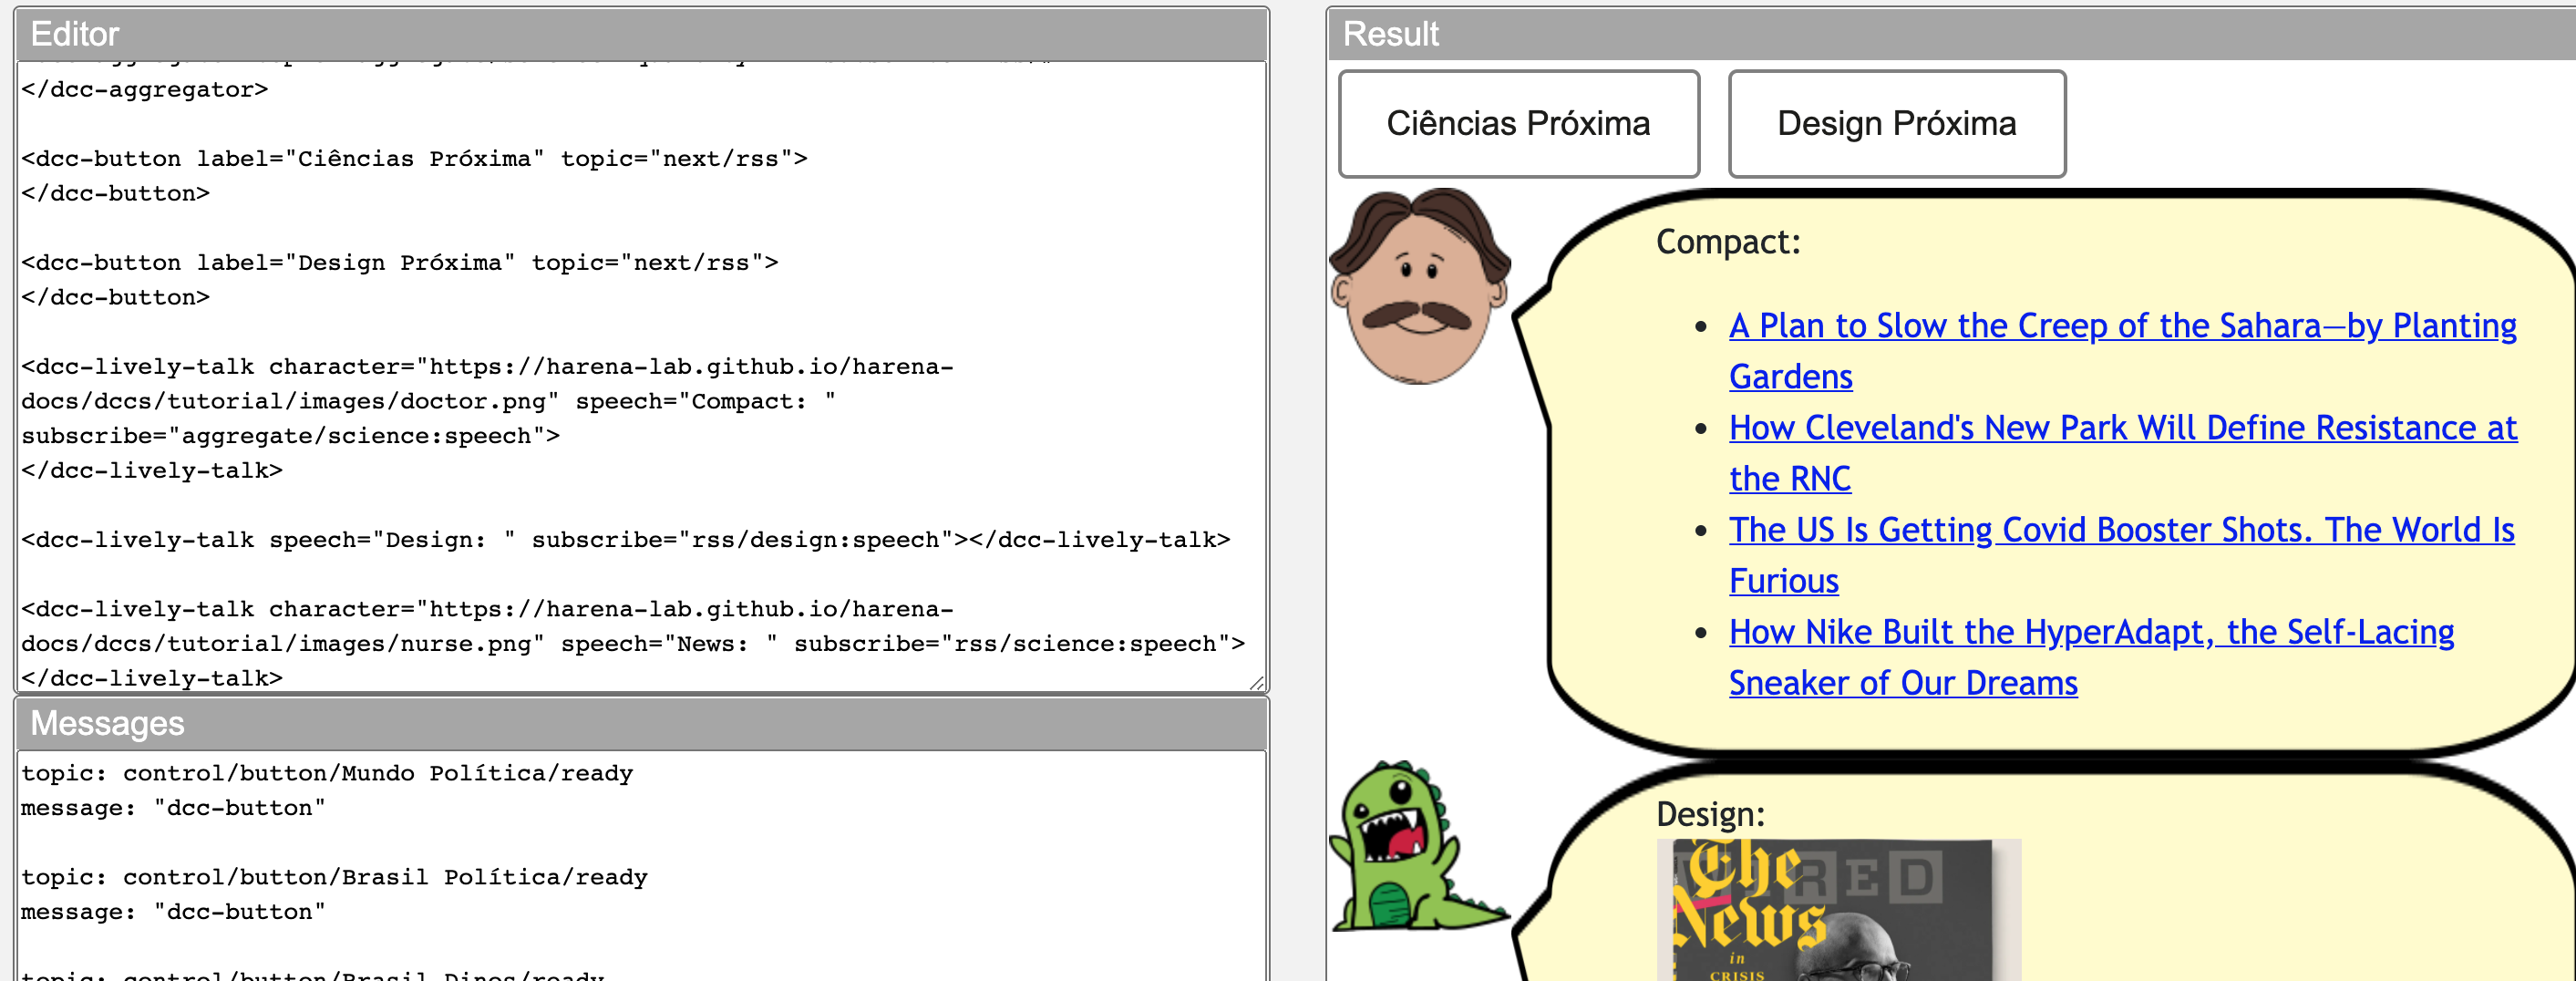 Editor
</dcc-aggregator>
<dcc-button label="Ciências Próxima" topic="next/rss">
</dcc-button>
<dcc-button label="Design Próxima" topic="next/rss">
</dcc-button>
<dcc-lively-talk character="https://harena-lab.github.io/harena-
docs/dccs/tutorial/images/doctor.png" speech="Compact: "
subscribe="aggregate/science:speech">
</dcc-lively-talk>
<dcc-lively-talk speech="Design: " subscribe="rss/design:speech"></dcc-lively-talk>
<dcc-lively-talk character="https://harena-lab.github.io/harena-
docs/dccs/tutorial/images/nurse.png" speech="News: " subscribe="rss/science:speech">
</dcc-lively-talk>
Messages
topic: control/button/Mundo Política/ready
message: "dcc-button"
topic: control/button/Brasil Política/ready
message: "dcc-button"
topic: control/button/Brasil Dinos/ready
Result
Ciências Próxima
Design Próxima
Compact:
A Plan to Slow the Creep of the Sahara—by Planting
Gardens
How Cleveland's New Park Will Define Resistance at
the RNC
The US Is Getting Covid Booster Shots. The World Is
Furious
How Nike Built the HyperAdapt, the Self-Lacing
Sneaker of Our Dreams
Design:
WIRED
The
News
in
CRISIS